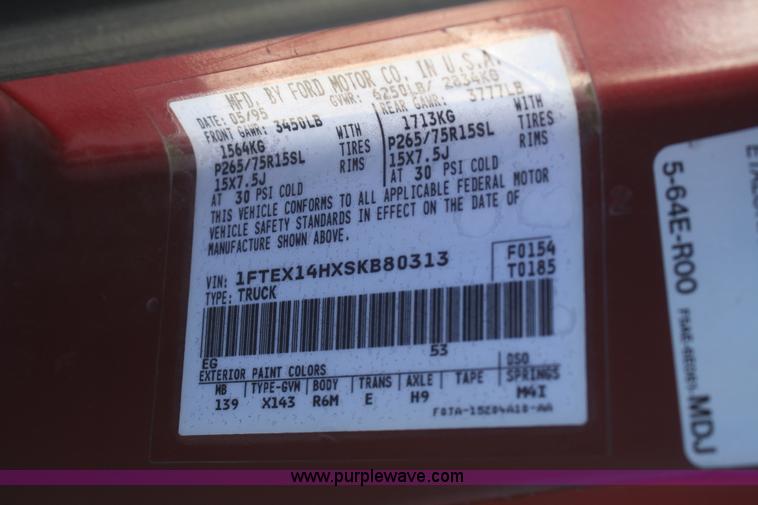 MFD. BY FORD MOTOR CO. IN U.S.A.
DATE: 05/95 GVWR: 6250LB/ 2834KG
FRONT GAWR: 3450LB REAR GAWR: 3777LB
1564KG WITH 1713KG WITH
P265/75R15SL TIRES P265/75R15SL TIRES
15X7.5J RIMS 15X7.5J RIMS
AT 30 PSI COLD AT 30 PSI COLD
THIS VEHICLE CONFORMS TO ALL APPLICABLE FEDERAL MOTOR
VEHICLE SAFETY STANDARDS IN EFFECT ON THE DATE OF
MANUFACTURE SHOWN ABOVE.
F0154
VIN: 1FTEX14HXSKB80313
T0185
TYPE: TRUCK
EG 53
EXTERIOR PAINT COLORS DSO
WB TYPE-GVW BODY TRANS AXLE TAPE SPRINGS
139 X143 R6M E H9 M4I
F0TA-15294A10-AA
5-64E-R00
MDJ
www.purplewave.com